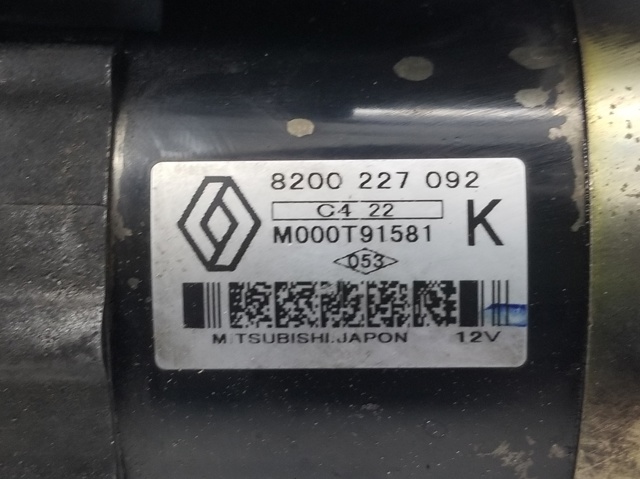 8200 227 092
C4 22
M000T91581 K
053
MITSUBISHI.JAPON 12V